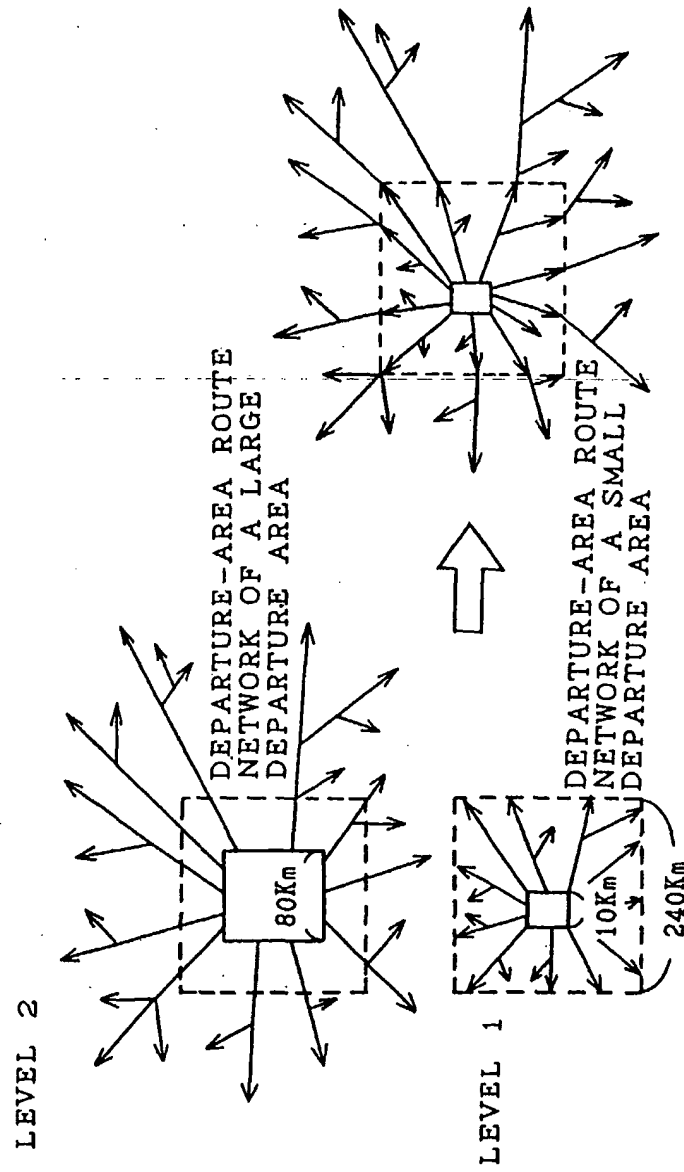 LEVEL 2
80Km
DEPARTURE-AREA ROUTE
NETWORK OF A LARGE
DEPARTURE AREA
LEVEL 1
10Km
240Km
DEPARTURE-AREA ROUTE
NETWORK OF A SMALL
DEPARTURE AREA